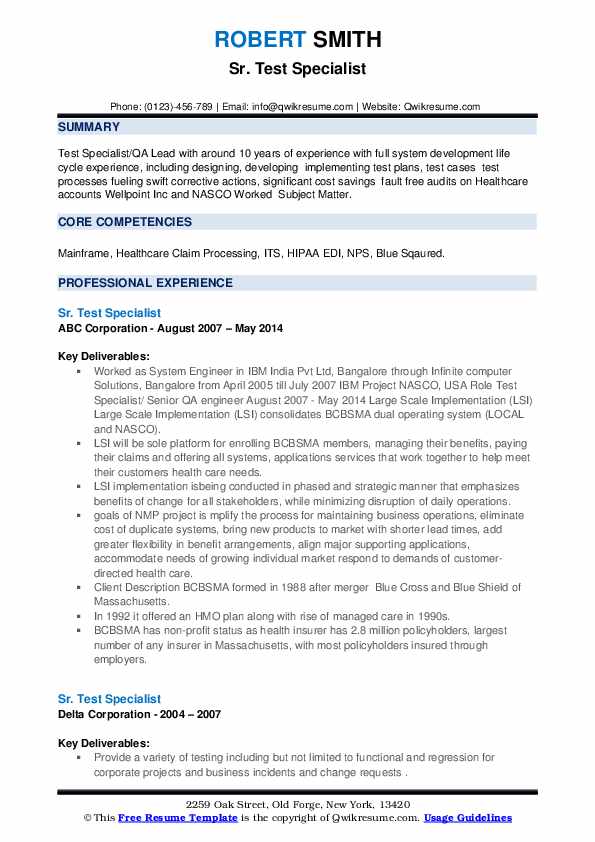 ROBERT SMITH
Sr. Test Specialist
Phone: (0123)-456-789 | Email: info@qwikresume.com | Website: Qwikresume.com
SUMMARY
Test Specialist/QA Lead with around 10 years of experience with full system development life
cycle experience, including designing, developing implementing test plans, test cases test
processes fueling swift corrective actions, significant cost savings fault free audits on Healthcare
accounts Wellpoint Inc and NASCO Worked Subject Matter.
CORE COMPETENCIES
Mainframe, Healthcare Claim Processing, ITS, HIPAA EDI, NPS, Blue Sqaured.
PROFESSIONAL EXPERIENCE
Sr. Test Specialist
ABC Corporation - August 2007 – May 2014
Key Deliverables:
▪ Worked as System Engineer in IBM India Pvt Ltd, Bangalore through Infinite computer
Solutions, Bangalore from April 2005 till July 2007 IBM Project NASCO, USA Role Test
Specialist/ Senior QA engineer August 2007 - May 2014 Large Scale Implementation (LSI)
Large Scale Implementation (LSI) consolidates BCBSMA dual operating system (LOCAL
and NASCO).
▪ LSI will be sole platform for enrolling BCBSMA members, managing their benefits, paying
their claims and offering all systems, applications services that work together to help meet
their customers health care needs.
▪ LSI implementation isbeing conducted in phased and strategic manner that emphasizes
benefits of change for all stakeholders, while minimizing disruption of daily operations.
▪ goals of NMP project is mplify the process for maintaining business operations, eliminate
cost of duplicate systems, bring new products to market with shorter lead times, add
greater flexibility in benefit arrangements, align major supporting applications,
accommodate needs of growing individual market respond to demands of customer-
directed health care.
▪ Client Description BCBSMA formed in 1988 after merger Blue Cross and Blue Shield of
Massachusetts.
▪ In 1992 it offered an HMO plan along with rise of managed care in 1990s.
▪ BCBSMA has non-profit status as health insurer has 2.8 million policyholders, largest
number of any insurer in Massachusetts, with most policyholders insured through
employers.
Sr. Test Specialist
Delta Corporation - 2004 – 2007
Key Deliverables:
▪ Provide a variety of testing including but not limited to functional and regression for
corporate projects and business incidents and change requests .
2259 Oak Street, Old Forge, New York, 13420
© This Free Resume Template is the copyright of Qwikresume.com. Usage Guidelines